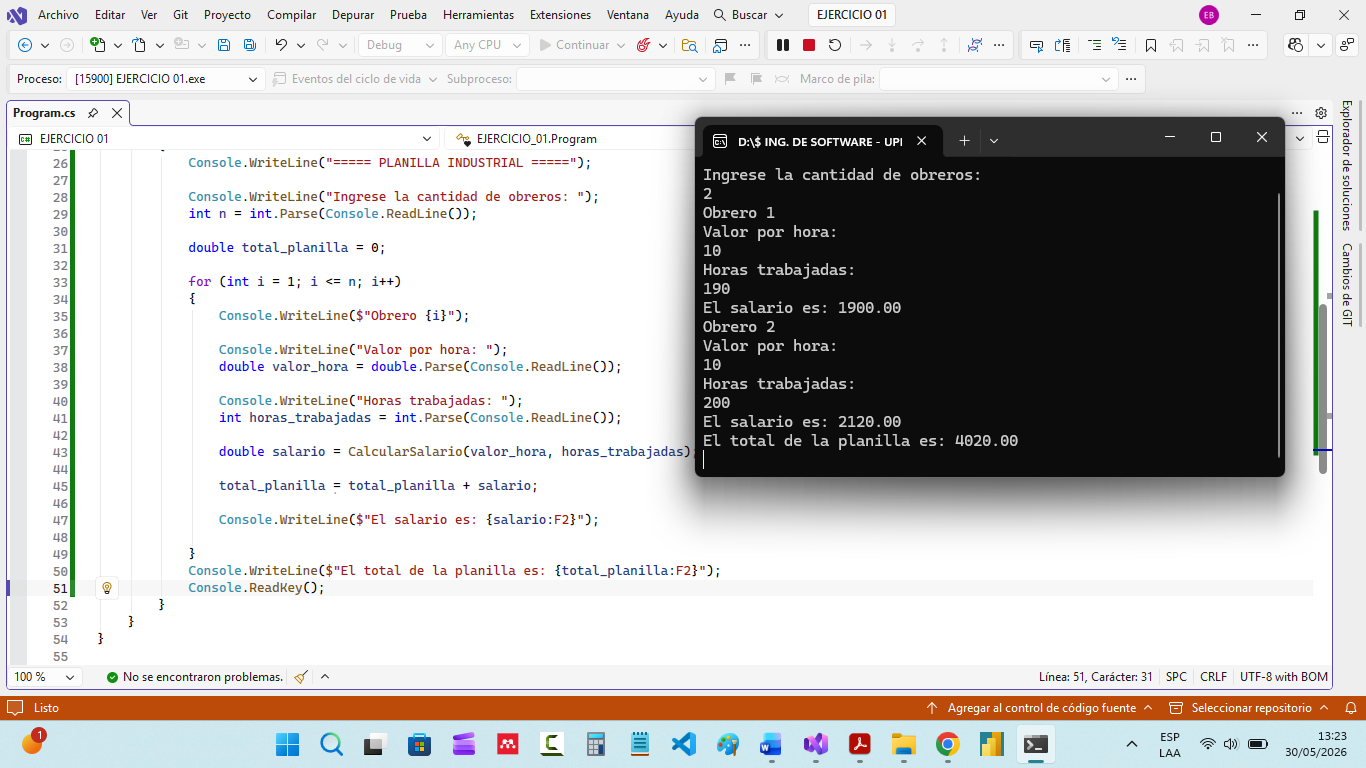 Archivo Editar Ver Git Proyecto Compilar Depurar Prueba Herramientas Extensiones Ventana Ayuda Buscar EJERCICIO 01 EB
Debug Any CPU Continuar
Proceso: [15900] EJERCICIO 01.exe Eventos del ciclo de vida Subproceso: Marco de pila:
Program.cs
EJERCICIO 01 EJERCICIO_01.Program
26 Console.WriteLine("===== PLANILLA INDUSTRIAL =====");
27
28 Console.WriteLine("Ingrese la cantidad de obreros: ");
29 int n = int.Parse(Console.ReadLine());
30
31 double total_planilla = 0;
32
33 for (int i = 1; i <= n; i++)
34 {
35 Console.WriteLine($"Obrero {i}");
36
37 Console.WriteLine("Valor por hora: ");
38 double valor_hora = double.Parse(Console.ReadLine());
39
40 Console.WriteLine("Horas trabajadas: ");
41 int horas_trabajadas = int.Parse(Console.ReadLine());
42
43 double salario = CalcularSalario(valor_hora, horas_trabajadas);
44
45 total_planilla = total_planilla + salario;
46
47 Console.WriteLine($"El salario es: {salario:F2}");
48
49 }
50 Console.WriteLine($"El total de la planilla es: {total_planilla:F2}");
51 Console.ReadKey();
52 }
53 }
54 }
55
D:\$ ING. DE SOFTWARE - UPI
Ingrese la cantidad de obreros:
2
Obrero 1
Valor por hora:
10
Horas trabajadas:
190
El salario es: 1900.00
Obrero 2
Valor por hora:
10
Horas trabajadas:
200
El salario es: 2120.00
El total de la planilla es: 4020.00
Explorador de soluciones
Cambios de GIT
100 % No se encontraron problemas. Línea: 51, Carácter: 31 SPC CRLF UTF-8 with BOM
Listo Agregar al control de código fuente Seleccionar repositorio
1
ESP
LAA
13:23
30/05/2026